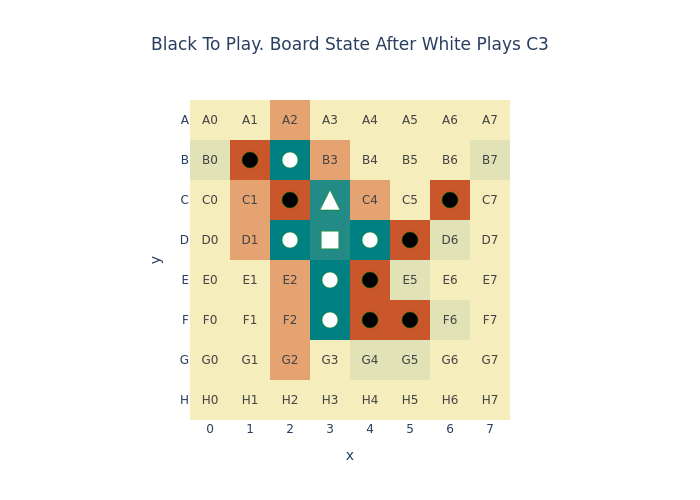 Black To Play. Board State After White Plays C3
A A0 A1 A2 A3 A4 A5 A6 A7
B B0 B3 B4 B5 B6 B7
C C0 C1 C4 C5 C7
D D0 D1 D6 D7
y
E E0 E1 E2 E5 E6 E7
F F0 F1 F2 F6 F7
G G0 G1 G2 G3 G4 G5 G6 G7
H H0 H1 H2 H3 H4 H5 H6 H7
0 1 2 3 4 5 6 7
x